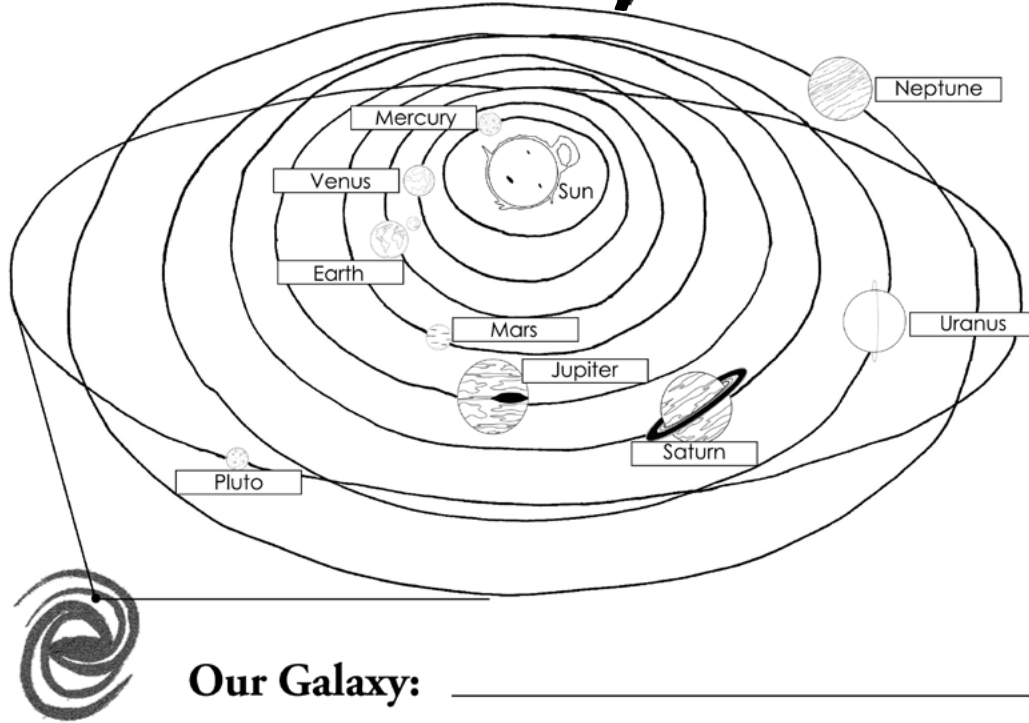 Neptune
Mercury
Venus
Sun
Earth
Uranus
Mars
Jupiter
Saturn
Pluto
Our Galaxy: